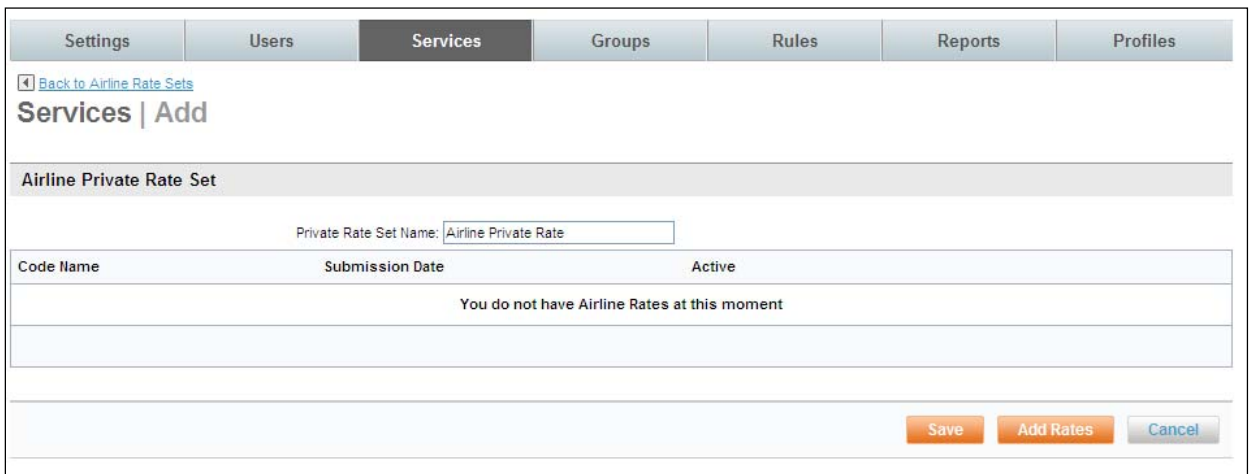 Settings Users Services Groups Rules Reports Profiles
Back to Airline Rate Sets
Services | Add
Airline Private Rate Set
Private Rate Set Name: Airline Private Rate
Code Name Submission Date Active
You do not have Airline Rates at this moment
Save Add Rates Cancel